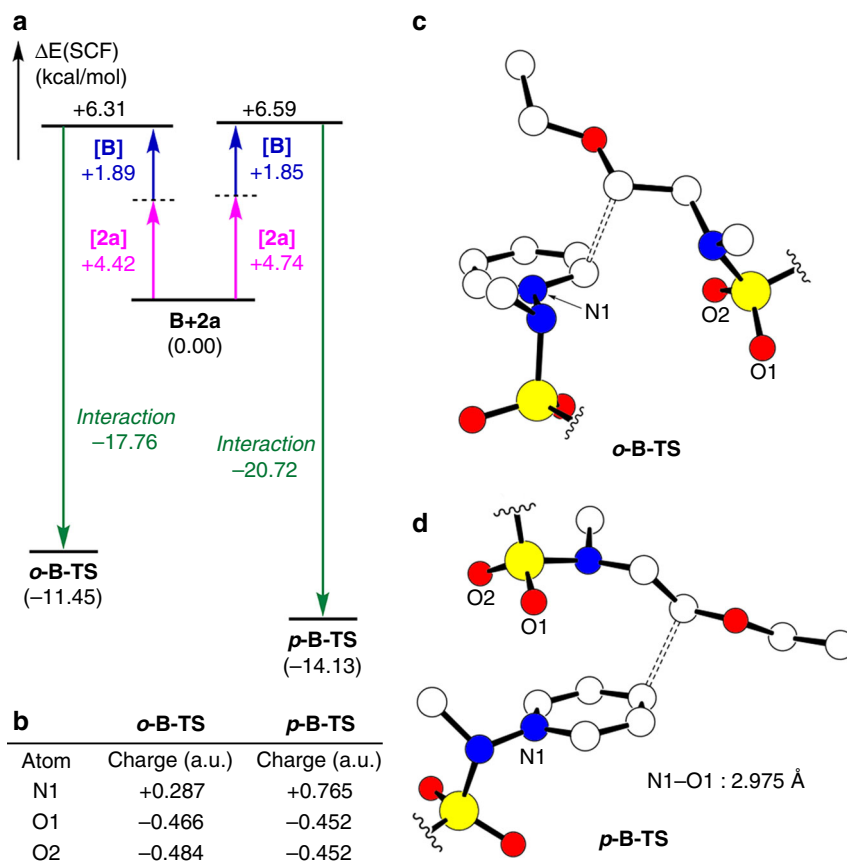 a
ΔE(SCF)
(kcal/mol)
+6.31
+6.59
[B]
+1.89
[B]
+1.85
[2a]
+4.42
[2a]
+4.74
B+2a
(0.00)
Interaction
−17.76
Interaction
−20.72
o-B-TS
(−11.45)
p-B-TS
(−14.13)
b
o-B-TS p-B-TS
Atom Charge (a.u.) Charge (a.u.)
N1 +0.287 +0.765
O1 −0.466 −0.452
O2 −0.484 −0.452
c
N1
O2
O1
o-B-TS
d
O2
O1
N1
N1–O1 : 2.975 Å
p-B-TS